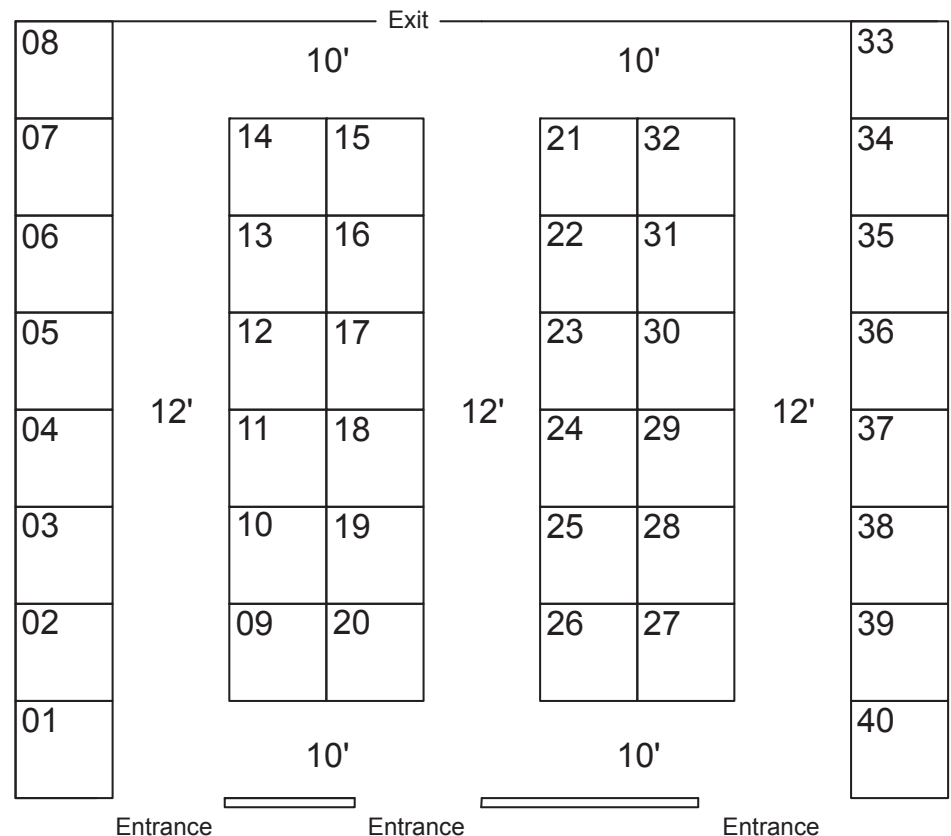 Exit
08 10' 10' 33
07 14 15 21 32 34
06 13 16 22 31 35
05 12 17 23 30 36
12' 12' 12'
04 11 18 24 29 37
03 10 19 25 28 38
02 09 20 26 27 39
01 40
10' 10'
Entrance Entrance Entrance